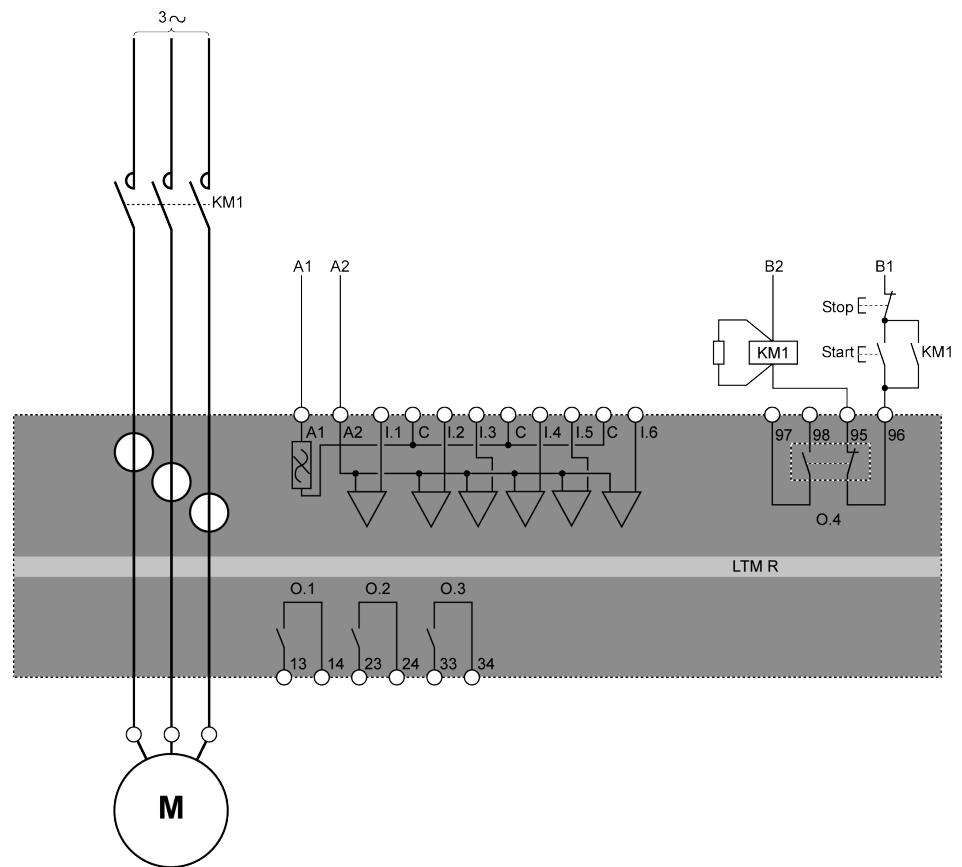 3~
KM1
A1 A2 B2 B1
Stop
KM1 Start KM1
A1 A2 I.1 C I.2 I.3 C I.4 I.5 C I.6 97 98 95 96
O.4
LTM R
O.1 O.2 O.3
13 14 23 24 33 34
M